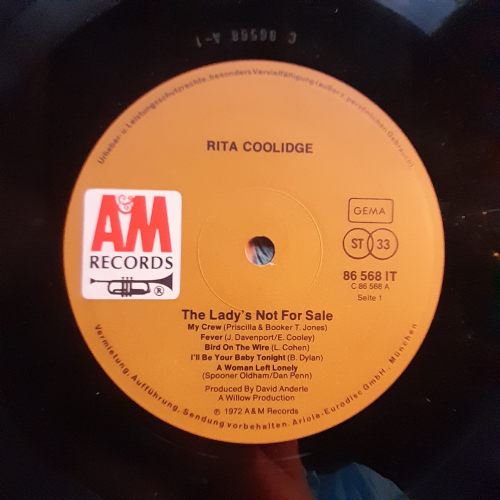 C 86568 A-1
Urheber- u. Leistungsschutzrechte, besonders Vervielfältigung (außer z. persönlichen Gebrauch),
RITA COOLIDGE
GEMA
A&M
RECORDS
®
ST 33
86 568 IT
C 86 568 A
Seite 1
The Lady's Not For Sale
My Crew (Priscilla & Booker T. Jones)
Fever (J. Davenport/E. Cooley)
Bird On The Wire (L. Cohen)
I'll Be Your Baby Tonight (B. Dylan)
A Woman Left Lonely
(Spooner Oldham/Dan Penn)
Produced By David Anderle
A Willow Production
℗ 1972 A & M Records
Vermietung, Aufführung, Sendung vorbehalten. Ariola-Eurodisc GmbH. München